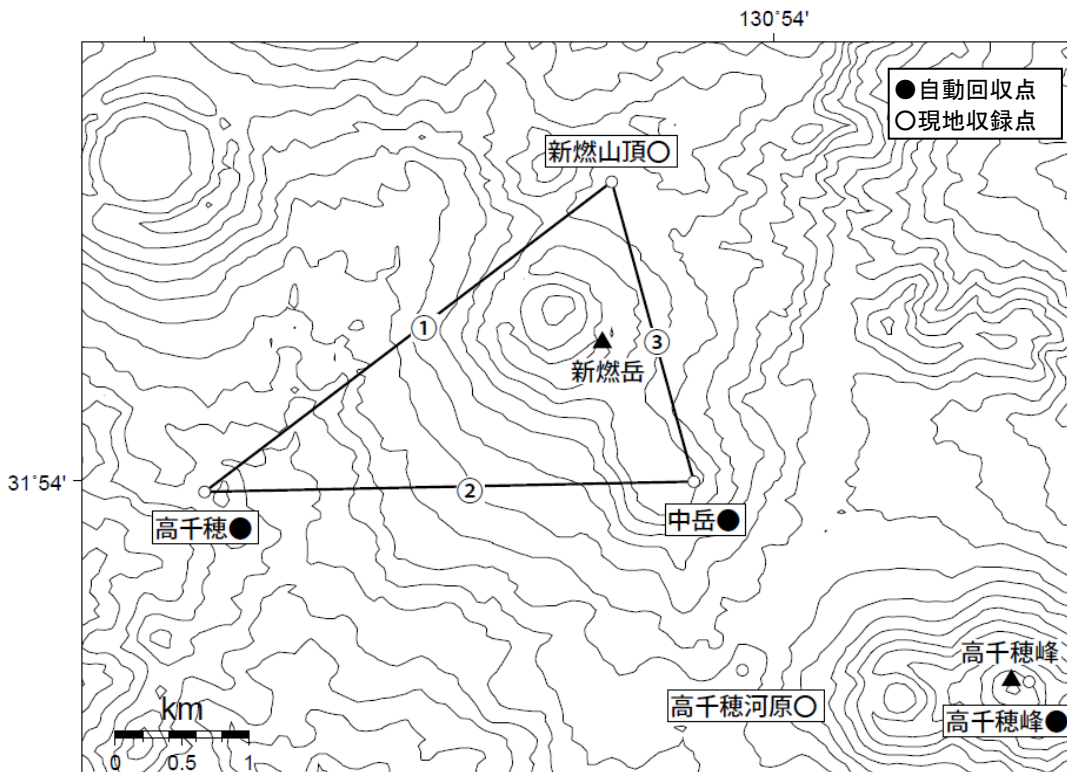 130°54'
●自動回収点
○現地収録点
新燃山頂○
①
③
新燃岳
31°54'
②
高千穂●
中岳●
高千穂峰
km
高千穂河原○
高千穂峰●
0 0.5 1